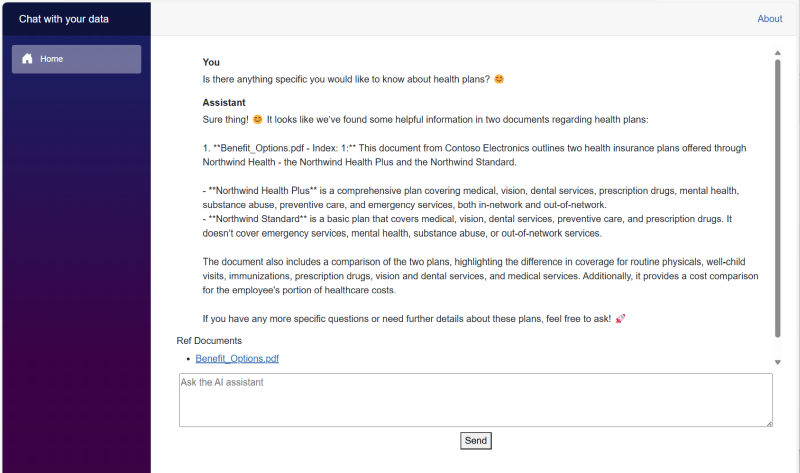 Chat with your data
About
Home
You
Is there anything specific you would like to know about health plans? 😊
Assistant
Sure thing! 😊 It looks like we've found some helpful information in two documents regarding health plans:
1. **Benefit_Options.pdf - Index: 1:** This document from Contoso Electronics outlines two health insurance plans offered through
Northwind Health - the Northwind Health Plus and the Northwind Standard.
- **Northwind Health Plus** is a comprehensive plan covering medical, vision, dental services, prescription drugs, mental health,
substance abuse, preventive care, and emergency services, both in-network and out-of-network.
- **Northwind Standard** is a basic plan that covers medical, vision, dental services, preventive care, and prescription drugs. It
doesn't cover emergency services, mental health, substance abuse, or out-of-network services.
The document also includes a comparison of the two plans, highlighting the difference in coverage for routine physicals, well-child
visits, immunizations, prescription drugs, vision and dental services, and medical services. Additionally, it provides a cost comparison
for the employee's portion of healthcare costs.
If you have any more specific questions or need further details about these plans, feel free to ask! 🚀
Ref Documents
• Benefit_Options.pdf
Ask the AI assistant
Send